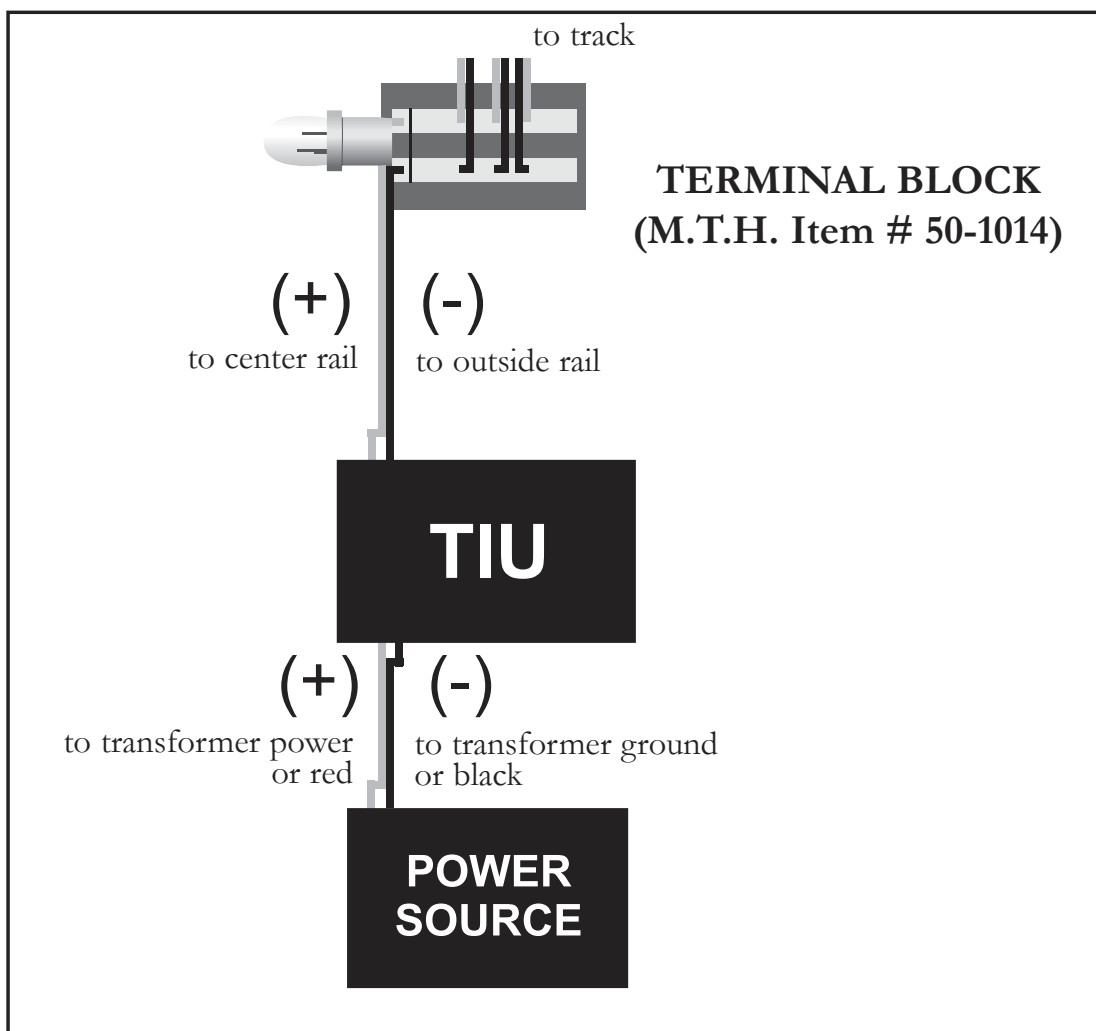 to track
TERMINAL BLOCK
(M.T.H. Item # 50-1014)
(+)
(-)
to center rail
to outside rail
TIU
(+)
(-)
to transformer power
or red
to transformer ground
or black
POWER
SOURCE